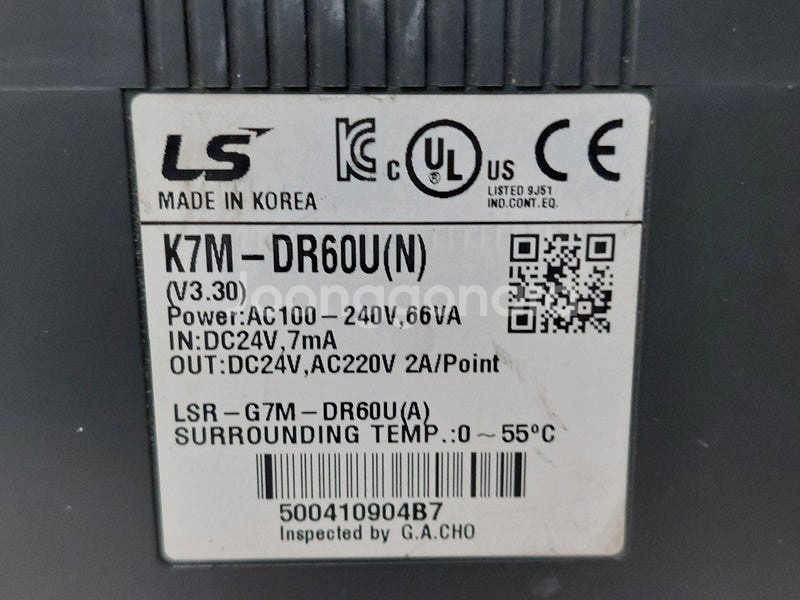 LS
MADE IN KOREA
C UL US
®
CE
LISTED 9J51
IND.CONT.EQ.
K7M-DR60U(N)
(V3.30)
Power:AC100-240V,66VA
IN:DC24V,7mA
OUT:DC24V,AC220V 2A/Point
LSR-G7M-DR60U(A)
SURROUNDING TEMP.:0~55°C
500410904B7
Inspected by G.A.CHO